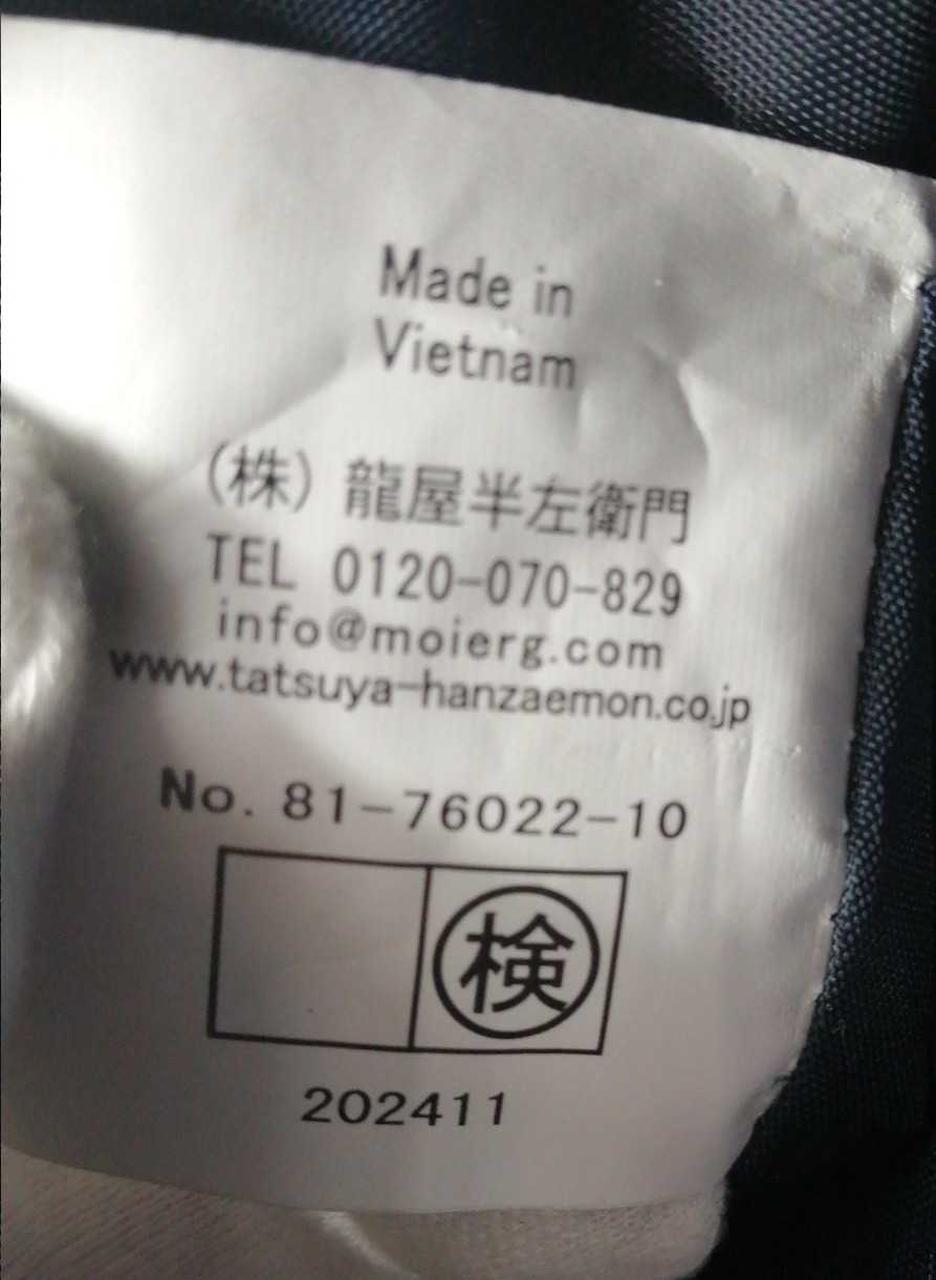 Made in
Vietnam
(株) 龍屋半左衛門
TEL 0120-070-829
info@moierg.com
www.tatsuya-hanzaemon.co.jp
No. 81-76022-10
検
202411